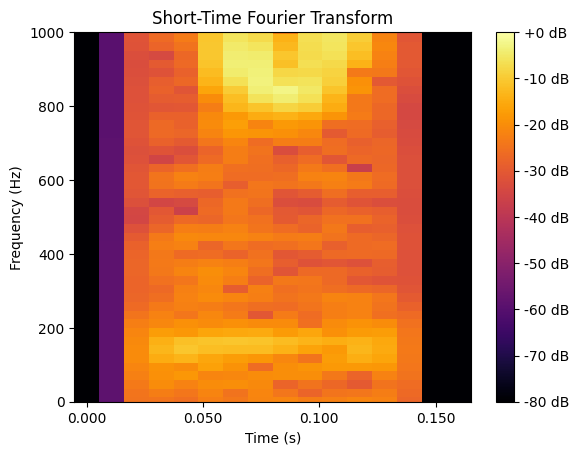 Short-Time Fourier Transform
Frequency (Hz)
1000
800
600
400
200
0
0.000
0.050
0.100
0.150
Time (s)
+0 dB
-10 dB
-20 dB
-30 dB
-40 dB
-50 dB
-60 dB
-70 dB
-80 dB